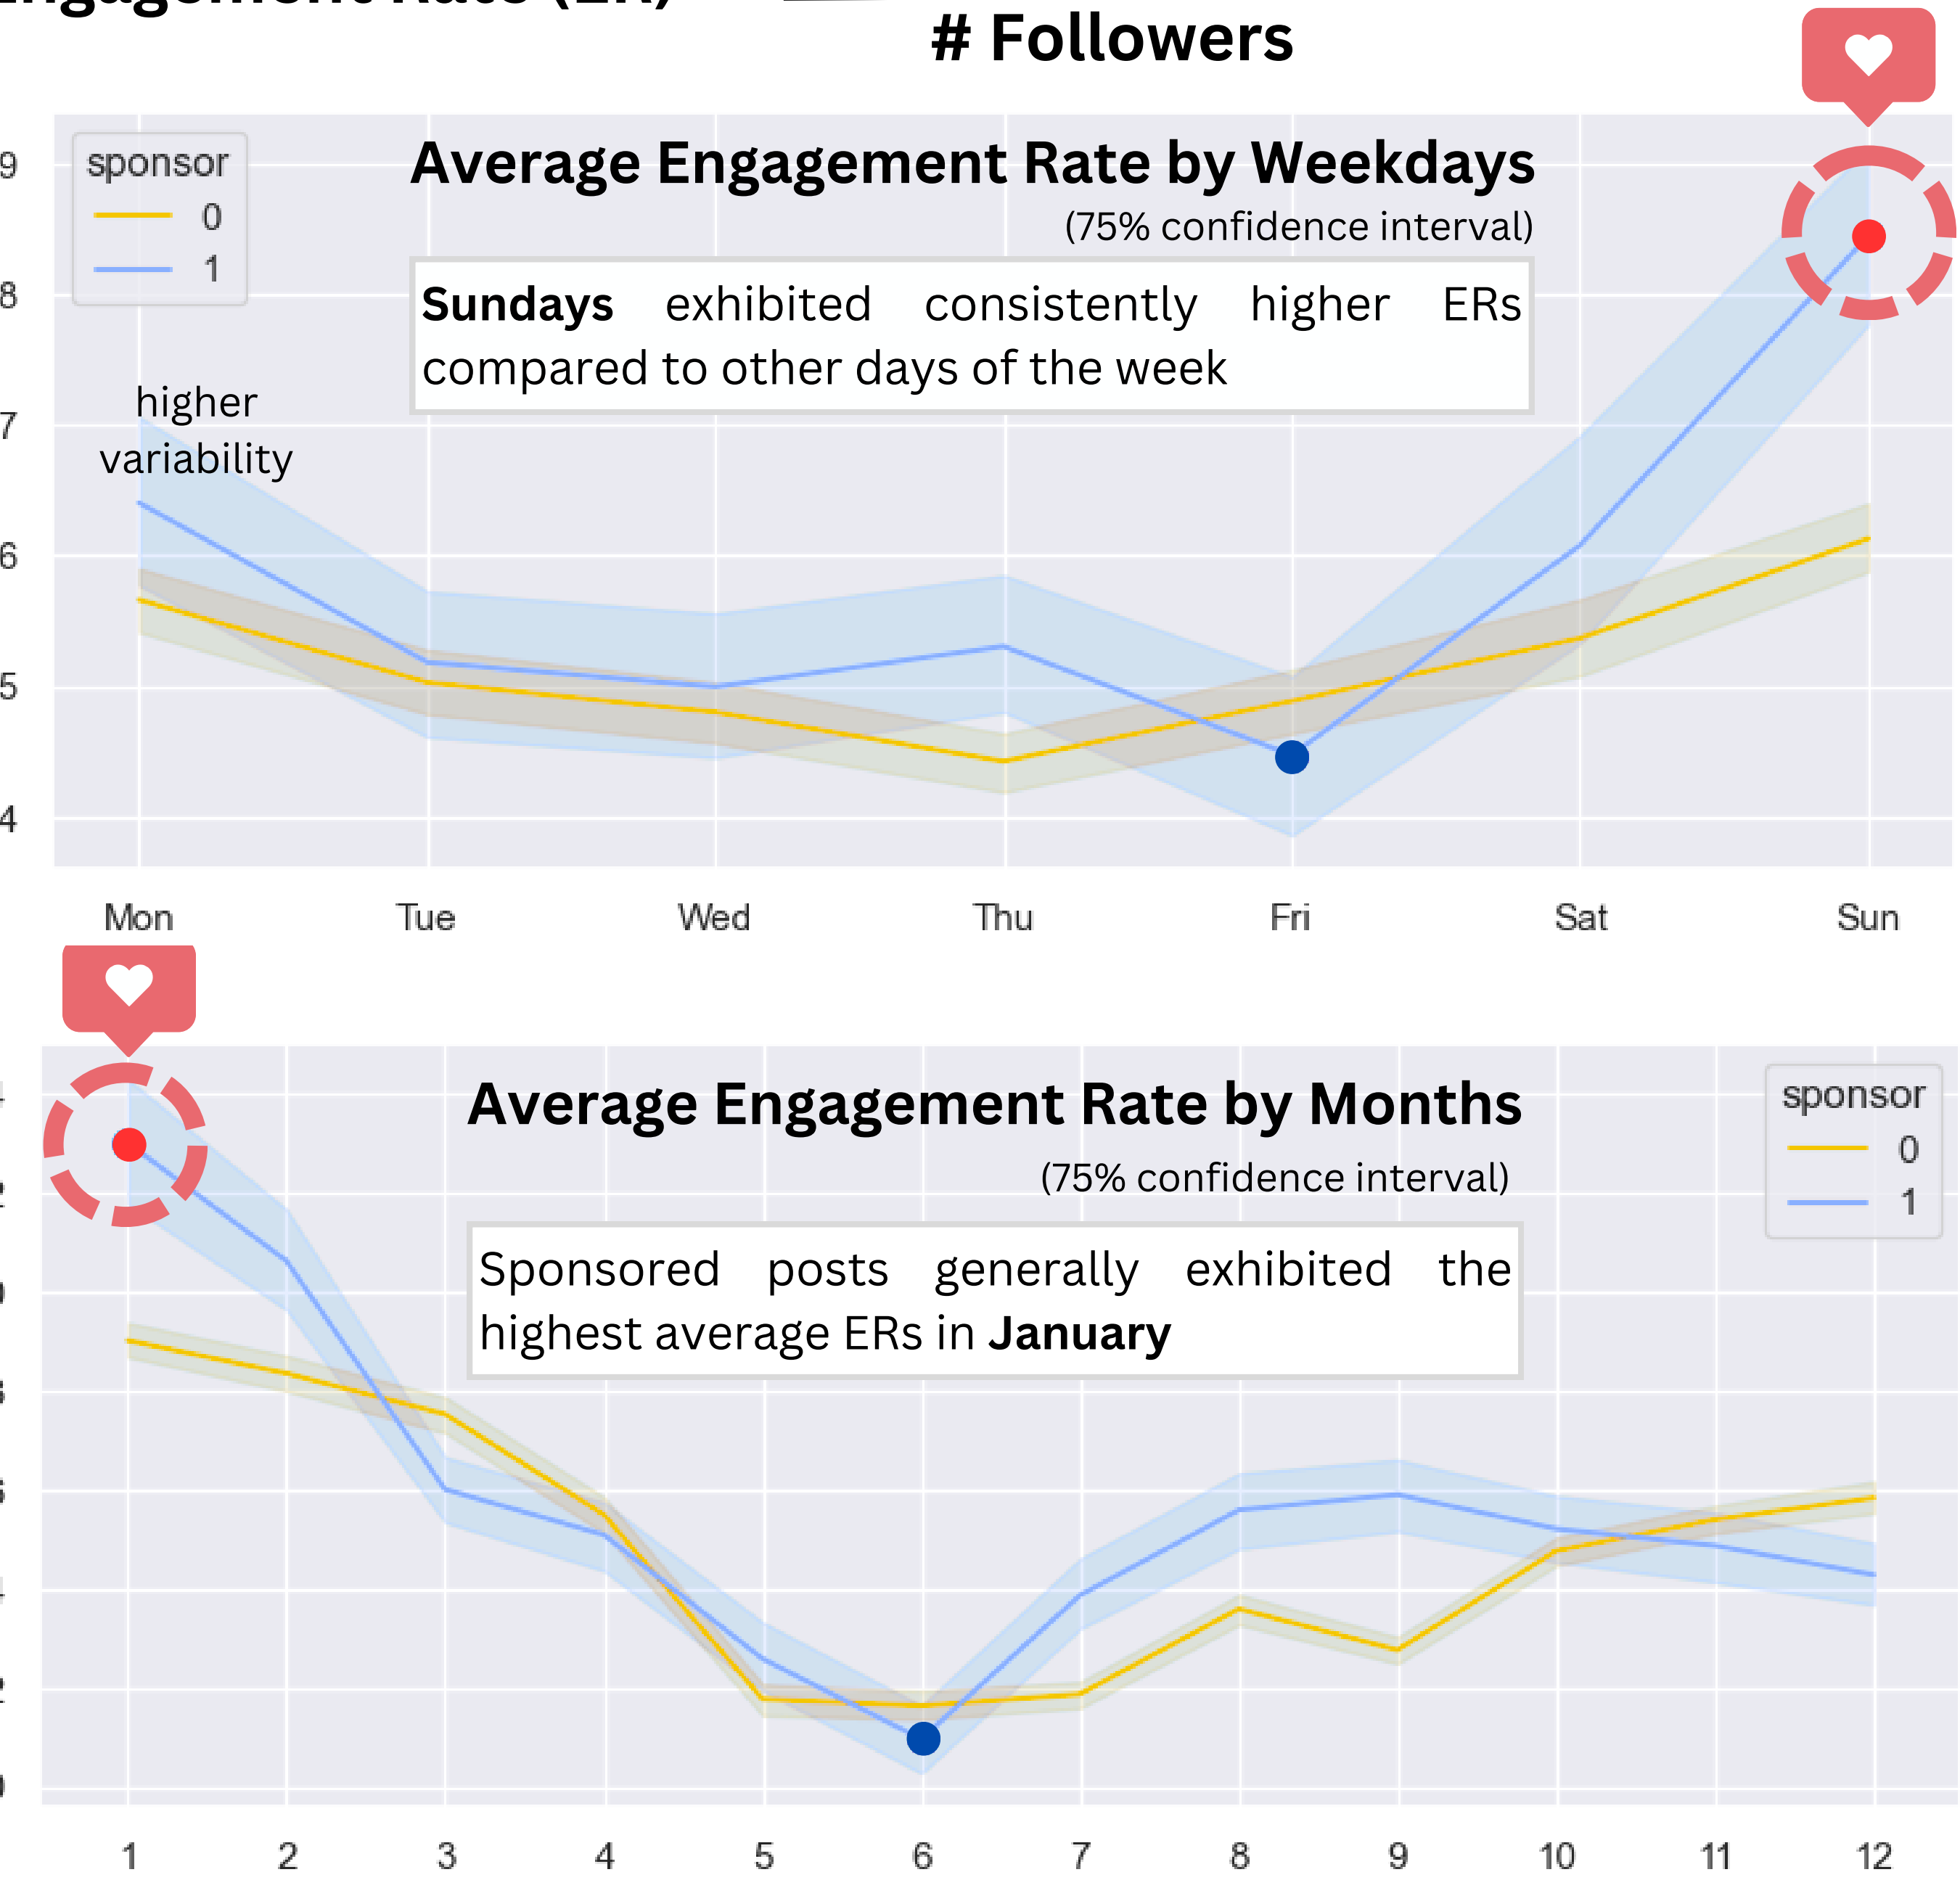 # Followers
Average Engagement Rate by Weekdays
(75% confidence interval)
sponsor
0
1
Sundays exhibited consistently higher ERs
compared to other days of the week
higher
variability
9
8
7
6
5
4
Mon Tue Wed Thu Fri Sat Sun
Average Engagement Rate by Months
(75% confidence interval)
sponsor
0
1
Sponsored posts generally exhibited the
highest average ERs in January
1 2 3 4 5 6 7 8 9 10 11 12